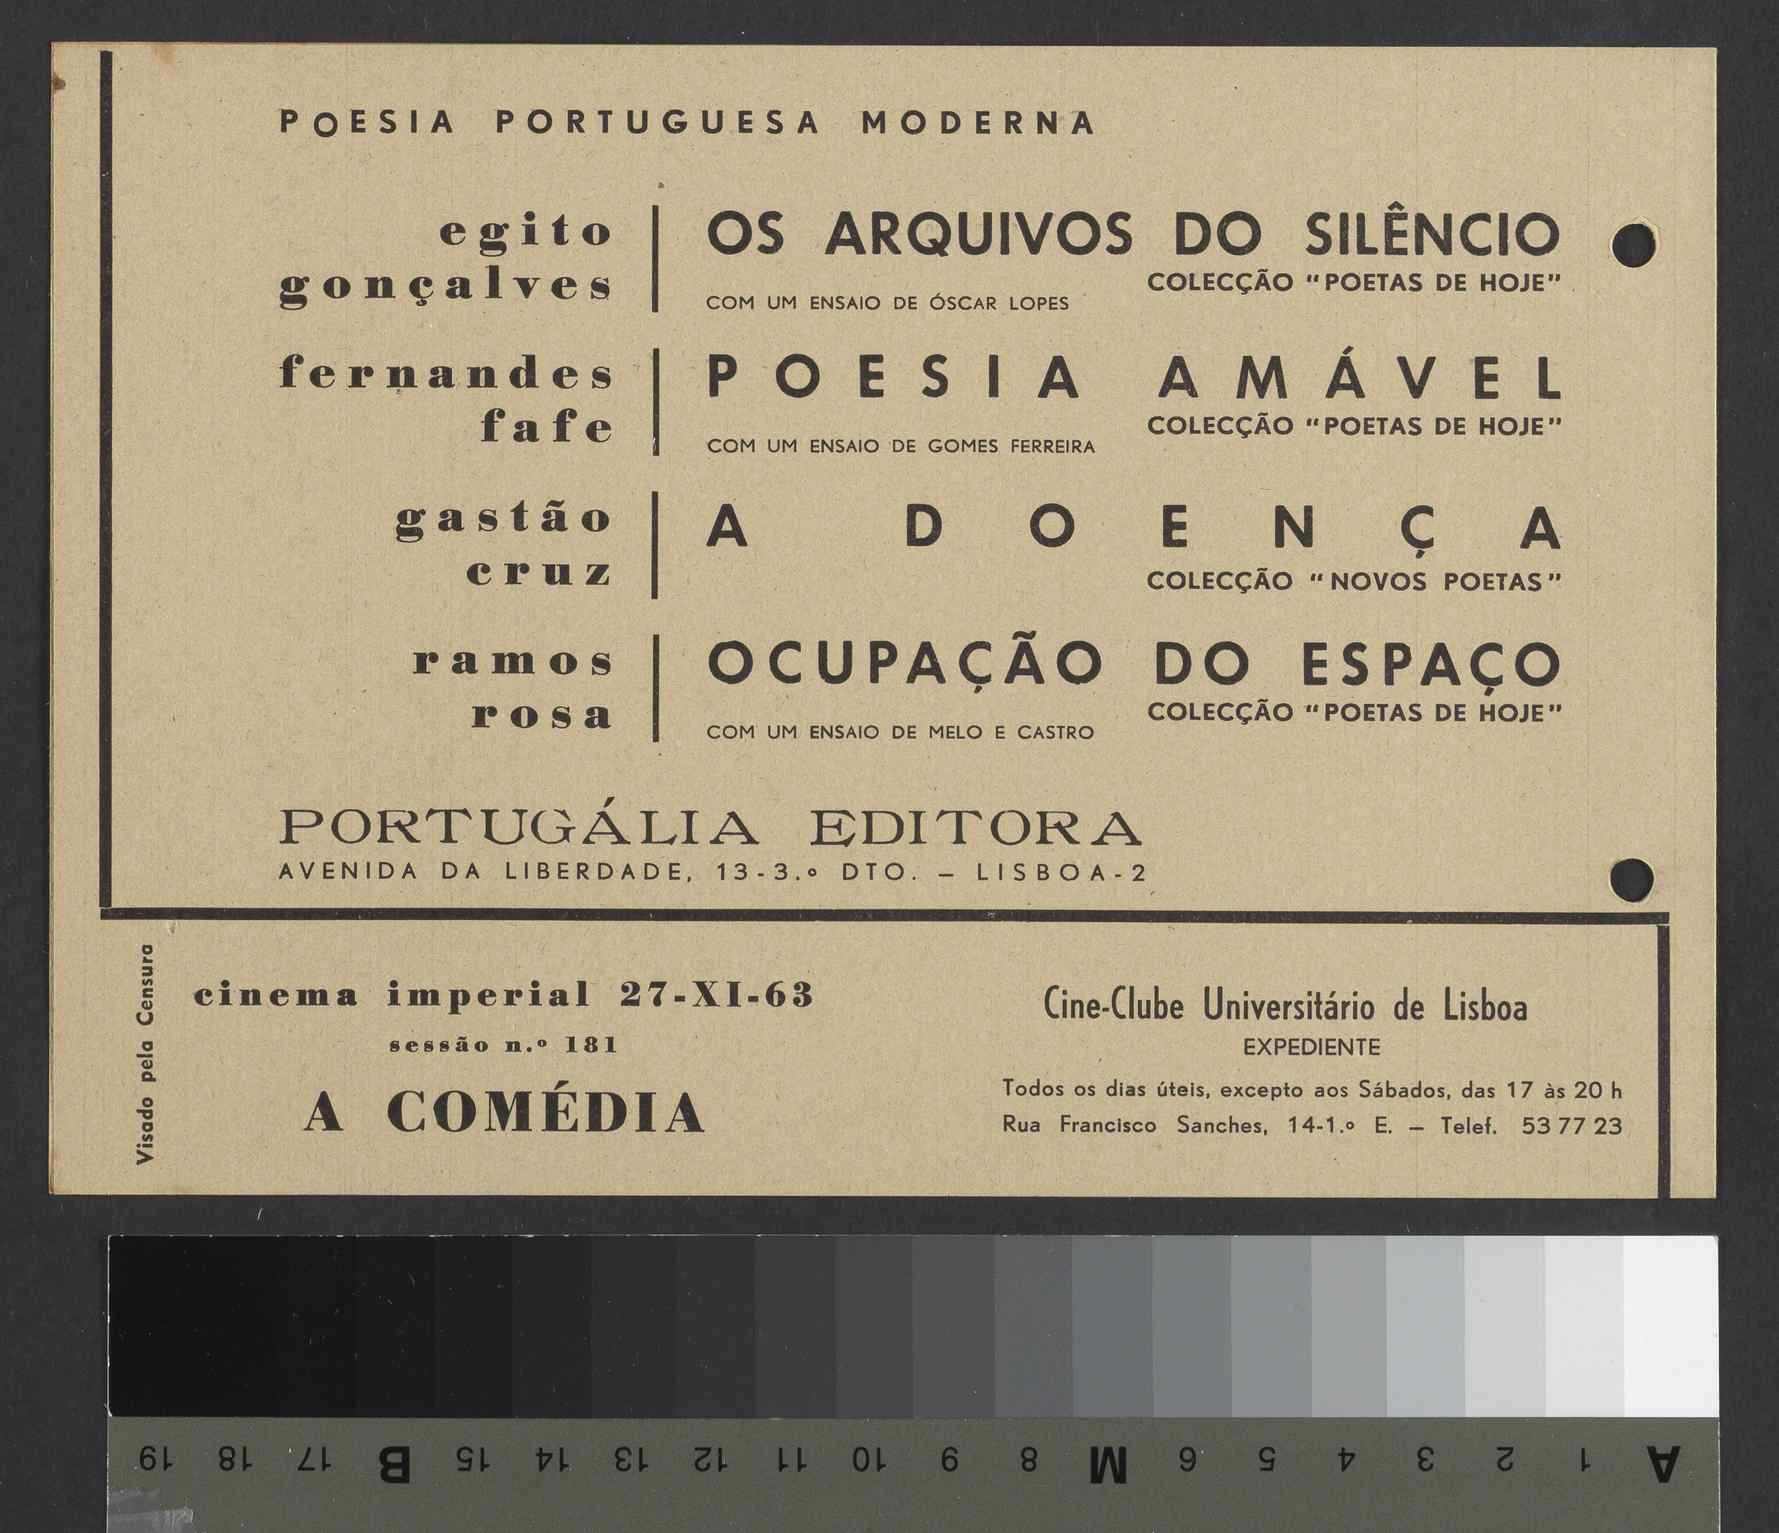 POESIA PORTUGUESA MODERNA
egito
gonçalves
OS ARQUIVOS DO SILÊNCIO
COLECÇÃO “POETAS DE HOJE”
COM UM ENSAIO DE ÓSCAR LOPES
fernandes
fafe
POESIA AMÁVEL
COLECÇÃO “POETAS DE HOJE”
COM UM ENSAIO DE GOMES FERREIRA
gastão
cruz
A DOENÇA
COLECÇÃO “NOVOS POETAS”
ramos
rosa
OCUPAÇÃO DO ESPAÇO
COLECÇÃO “POETAS DE HOJE”
COM UM ENSAIO DE MELO E CASTRO
PORTUGÁLIA EDITORA
AVENIDA DA LIBERDADE, 13-3.º DTO. – LISBOA-2
Visado pela Censura
cinema imperial 27-XI-63
sessão n.º 181
A COMÉDIA
Cine-Clube Universitário de Lisboa
EXPEDIENTE
Todos os dias úteis, excepto aos Sábados, das 17 às 20 h
Rua Francisco Sanches, 14-1.º E. – Telef. 53 77 23
A 1 2 3 4 5 6 M 8 9 10 11 12 13 14 15 B 17 18 19